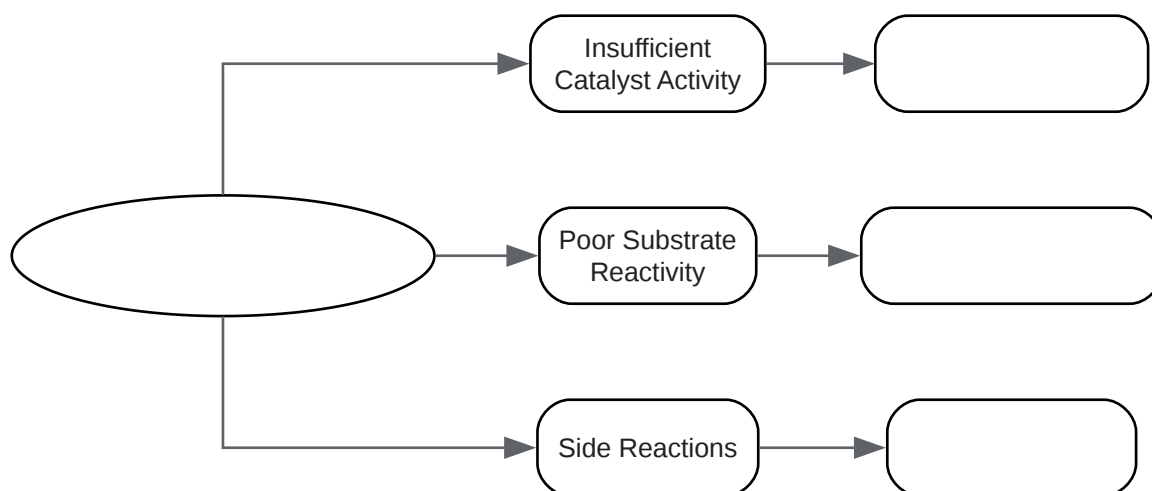 Insufficient
Catalyst Activity
Poor Substrate
Reactivity
Side Reactions